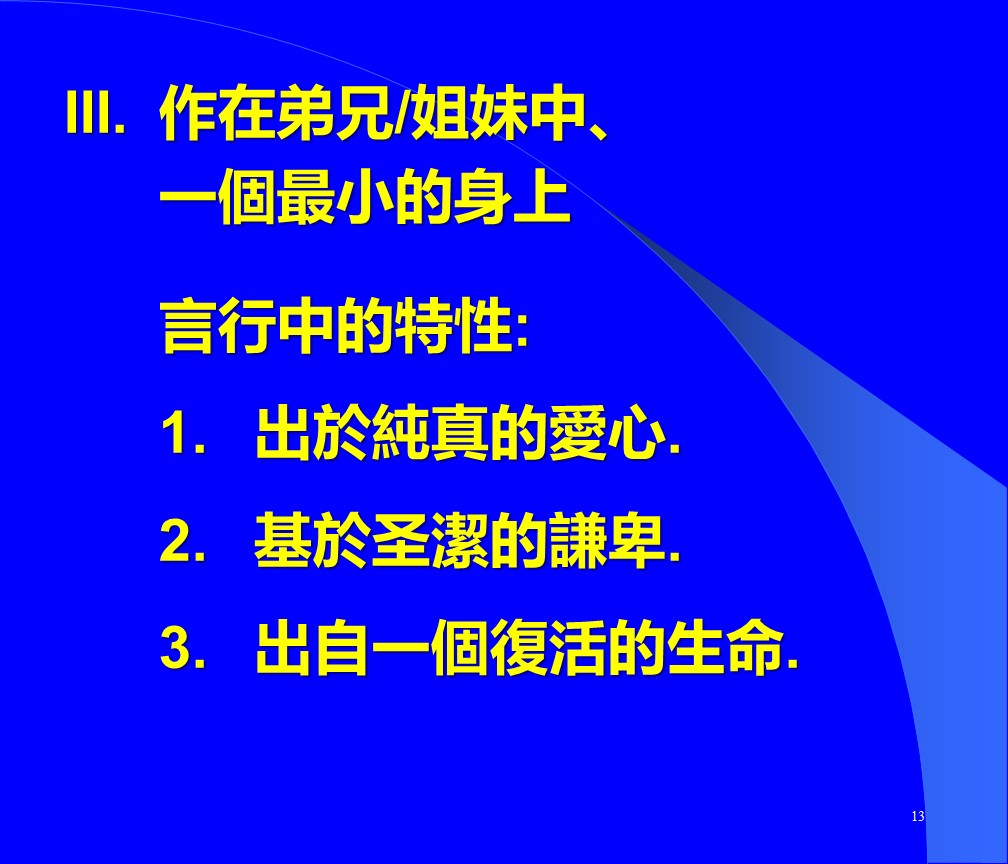 III. 作在弟兄/姐妹中、
一個最小的身上
言行中的特性:
1. 出於純真的愛心.
2. 基於圣潔的謙卑.
3. 出自一個復活的生命.
13